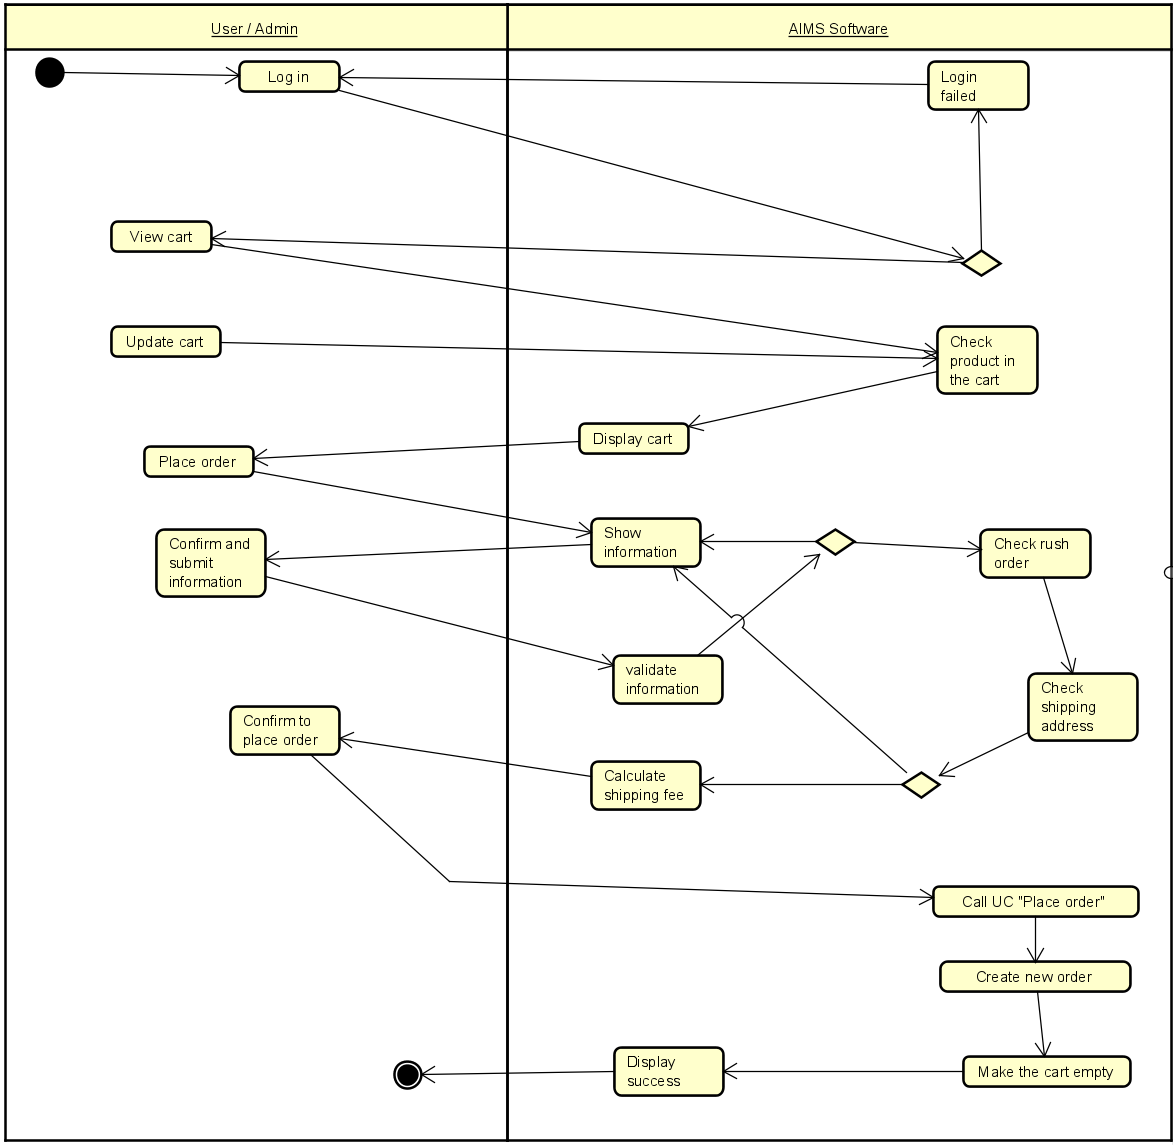 User / Admin
AIMS Software
Log in
Login
failed
View cart
Update cart
Check
product in
the cart
Display cart
Place order
Show
information
Confirm and
submit
information
Check rush
order
validate
information
Check
shipping
address
Confirm to
place order
Calculate
shipping fee
Call UC "Place order"
Create new order
Display
success
Make the cart empty